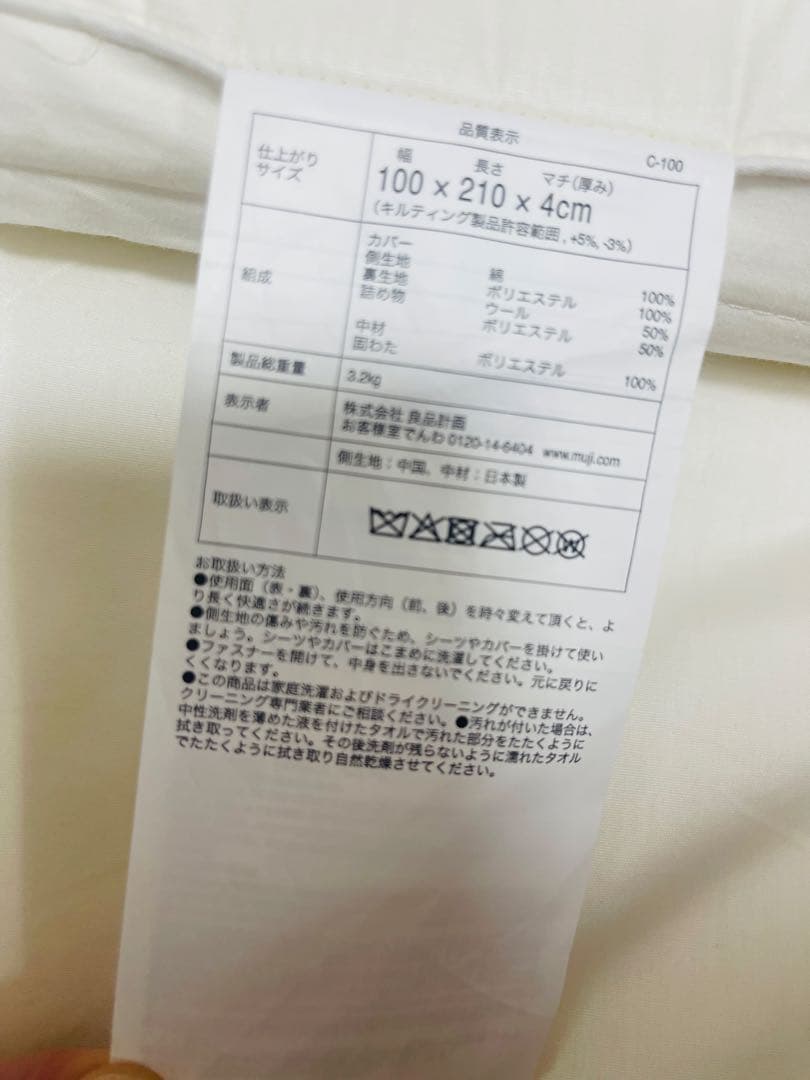 品質表示
C-100
仕上がり
サイズ
幅 長さ マチ(厚み)
100 × 210 × 4cm
(キルティング製品許容範囲, +5%, -3%)
組成
カバー
側生地 綿 100%
裏生地 ポリエステル 100%
詰め物 ウール 50%
ポリエステル 50%
中材
固わた ポリエステル 100%
製品総重量 3.2kg
表示者 株式会社 良品計画
お客様室でんわ 0120-14-6404 www.muji.com
側生地:中国、中材:日本製
取扱い表示
W
お取扱い方法
●使用面(表・裏)、使用方向(前、後)を時々変えて頂くと、よ
り長く快適さが続きます。
●側生地の傷みや汚れを防ぐため、シーツやカバーを掛けて使い
ましょう。シーツやカバーはこまめに洗濯してください。
●ファスナーを開けて、中身を出さないでください。元に戻りに
くくなります。
●この商品は家庭洗濯およびドライクリーニングができません。
クリーニング専門業者にご相談ください。●汚れが付いた場合は、
中性洗剤を薄めた液を付けたタオルで汚れた部分をたたくように
拭き取ってください。その後洗剤が残らないように濡れたタオル
でたたくように拭き取り自然乾燥させてください。